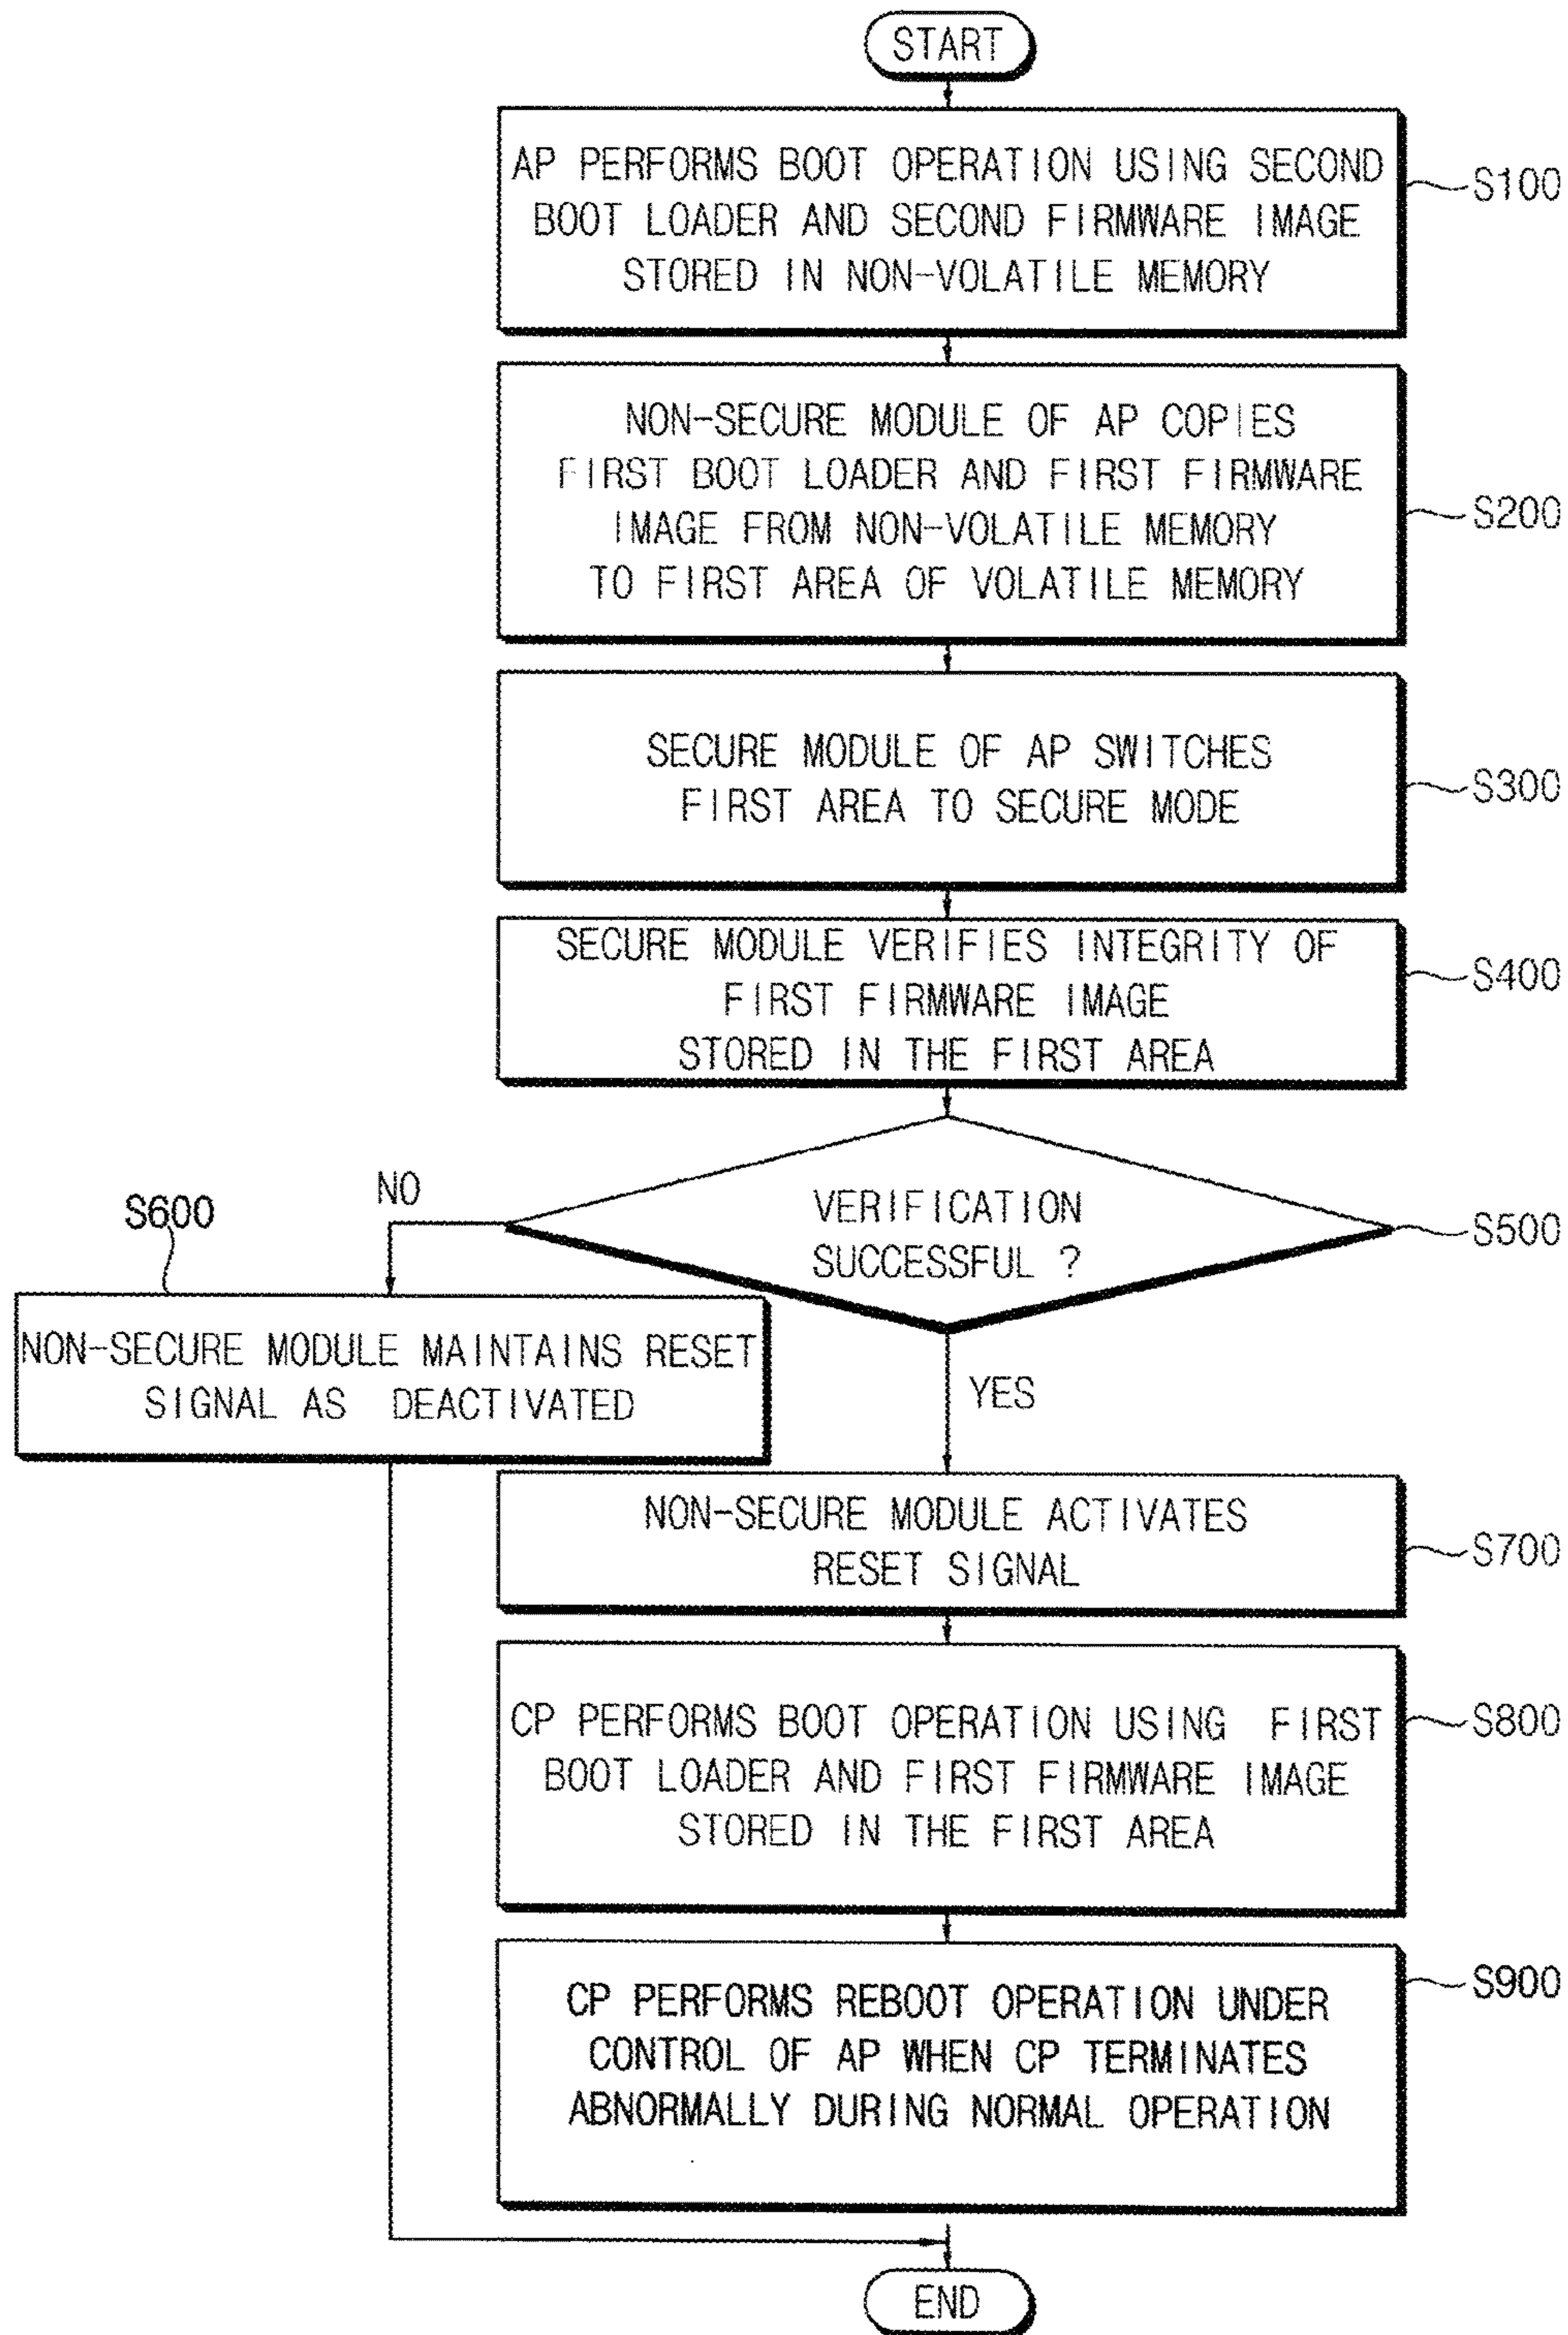 START
AP PERFORMS BOOT OPERATION USING SECOND
BOOT LOADER AND SECOND FIRMWARE IMAGE
STORED IN NON-VOLATILE MEMORY
S100
NON-SECURE MODULE OF AP COPIES
FIRST BOOT LOADER AND FIRST FIRMWARE
IMAGE FROM NON-VOLATILE MEMORY
TO FIRST AREA OF VOLATILE MEMORY
S200
SECURE MODULE OF AP SWITCHES
FIRST AREA TO SECURE MODE
S300
SECURE MODULE VERIFIES INTEGRITY OF
FIRST FIRMWARE IMAGE
STORED IN THE FIRST AREA
S400
VERIFICATION
SUCCESSFUL ?
S500
NO
S600
NON-SECURE MODULE MAINTAINS RESET
SIGNAL AS DEACTIVATED
YES
NON-SECURE MODULE ACTIVATES
RESET SIGNAL
S700
CP PERFORMS BOOT OPERATION USING FIRST
BOOT LOADER AND FIRST FIRMWARE IMAGE
STORED IN THE FIRST AREA
S800
CP PERFORMS REBOOT OPERATION UNDER
CONTROL OF AP WHEN CP TERMINATES
ABNORMALLY DURING NORMAL OPERATION
S900
END